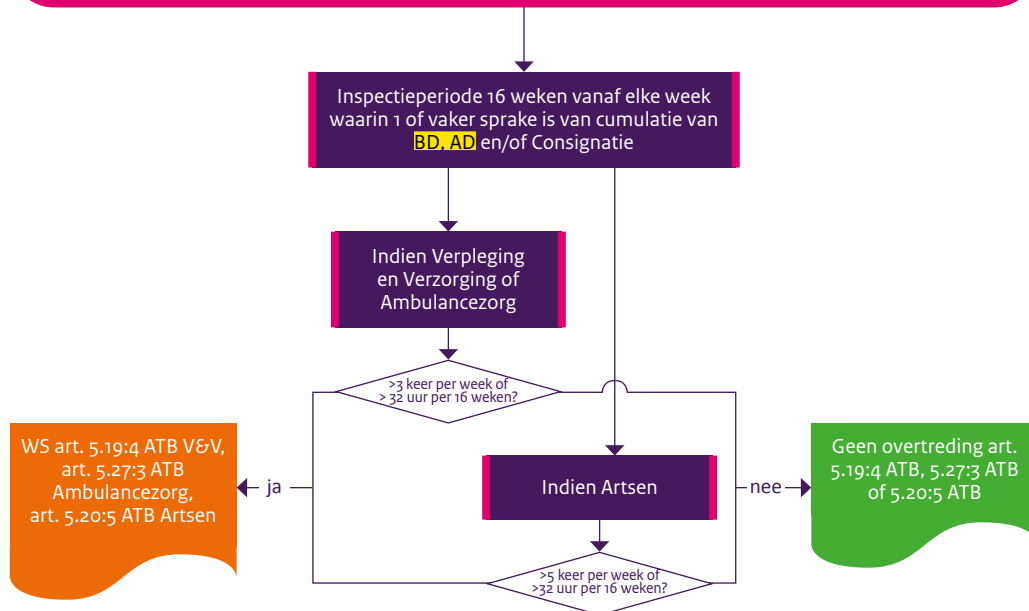 Inspectieperiode 16 weken vanaf elke week
waarin 1 of vaker sprake is van cumulatie van
BD, AD en/of Consignatie
Indien Verpleging
en Verzorging of
Ambulancezorg
>3 keer per week of
> 32 uur per 16 weken?
WS art. 5.19:4 ATB V&V,
art. 5.27:3 ATB
Ambulancezorg,
art. 5.20:5 ATB Artsen
ja
Indien Artsen
nee
Geen overtreding art.
5.19:4 ATB, 5.27:3 ATB
of 5.20:5 ATB
>5 keer per week of
>32 uur per 16 weken?